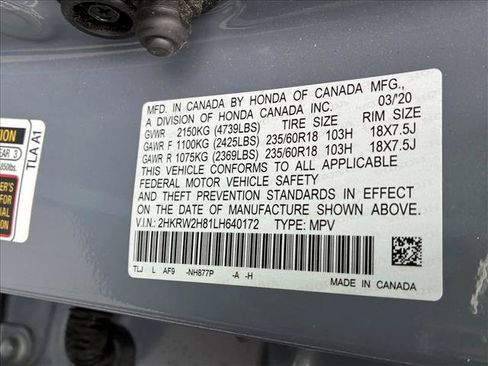 MFD. IN CANADA BY HONDA OF CANADA MFG.,
A DIVISION OF HONDA CANADA INC. 03/'20
GVWR 2150KG (4739LBS) TIRE SIZE RIM SIZE
GAWR F 1100KG (2425LBS) 235/60R18 103H 18X7.5J
GAWR R 1075KG (2369LBS) 235/60R18 103H 18X7.5J
THIS VEHICLE CONFORMS TO ALL APPLICABLE
FEDERAL MOTOR VEHICLE SAFETY
AND THEFT PREVENTION STANDARDS IN EFFECT
ON THE DATE OF MANUFACTURE SHOWN ABOVE.
V.I.N.: 2HKRW2H81LH640172 TYPE: MPV
TLJ L AF9 -NH877P -A -H
MADE IN CANADA
TLA A1
EAR 3